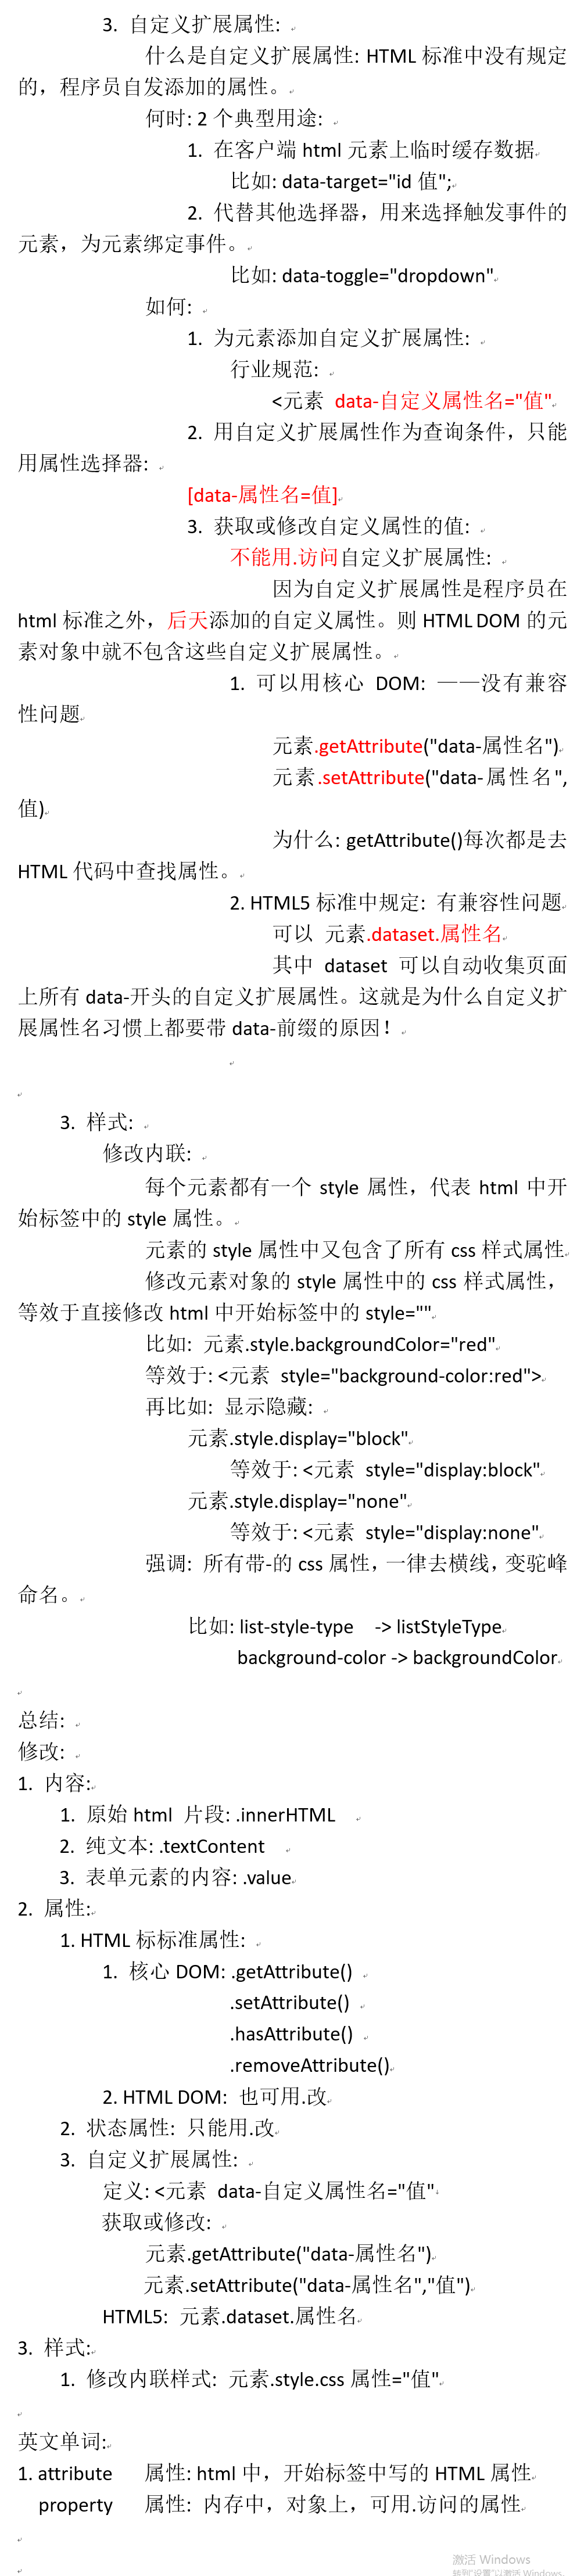 3. 自定义扩展属性:
什么是自定义扩展属性: HTML 标准中没有规定
的，程序员自发添加的属性。
何时: 2 个典型用途:
1. 在客户端 html 元素上临时缓存数据
比如: data-target="id 值";
2. 代替其他选择器，用来选择触发事件的
元素，为元素绑定事件。
比如: data-toggle="dropdown"
如何:
1. 为元素添加自定义扩展属性:
行业规范:
<元素 data-自定义属性名="值"
2. 用自定义扩展属性作为查询条件，只能
用属性选择器:
[data-属性名=值]
3. 获取或修改自定义属性的值:
不能用.访问自定义扩展属性:
因为自定义扩展属性是程序员在
html 标准之外，后天添加的自定义属性。则 HTML DOM 的元
素对象中就不包含这些自定义扩展属性。
1. 可以用核心 DOM: ——没有兼容
性问题
元素.getAttribute("data-属性名")
元素.setAttribute("data-属性名",
值)
为什么: getAttribute()每次都是去
HTML 代码中查找属性。
2. HTML5 标准中规定: 有兼容性问题
可以 元素.dataset.属性名
其中 dataset 可以自动收集页面
上所有 data-开头的自定义扩展属性。这就是为什么自定义扩
展属性名习惯上都要带 data-前缀的原因！
3. 样式:
修改内联:
每个元素都有一个 style 属性，代表 html 中开
始标签中的 style 属性。
元素的 style 属性中又包含了所有 css 样式属性
修改元素对象的 style 属性中的 css 样式属性，
等效于直接修改 html 中开始标签中的 style=""
比如: 元素.style.backgroundColor="red"
等效于: <元素 style="background-color:red">
再比如: 显示隐藏:
元素.style.display="block"
等效于: <元素 style="display:block"
元素.style.display="none"
等效于: <元素 style="display:none"
强调: 所有带-的 css 属性，一律去横线，变驼峰
命名。
比如: list-style-type -> listStyleType
background-color -> backgroundColor
总结:
修改:
1. 内容:
1. 原始 html 片段: .innerHTML
2. 纯文本: .textContent
3. 表单元素的内容: .value
2. 属性:
1. HTML 标标准属性:
1. 核心 DOM: .getAttribute()
.setAttribute()
.hasAttribute()
.removeAttribute()
2. HTML DOM: 也可用.改
2. 状态属性: 只能用.改
3. 自定义扩展属性:
定义: <元素 data-自定义属性名="值"
获取或修改:
元素.getAttribute("data-属性名")
元素.setAttribute("data-属性名","值")
HTML5: 元素.dataset.属性名
3. 样式:
1. 修改内联样式: 元素.style.css 属性="值"
英文单词:
1. attribute 属性: html 中，开始标签中写的 HTML 属性
property 属性: 内存中，对象上，可用.访问的属性
激活 Windows
转到"设置"以激活 Windows。